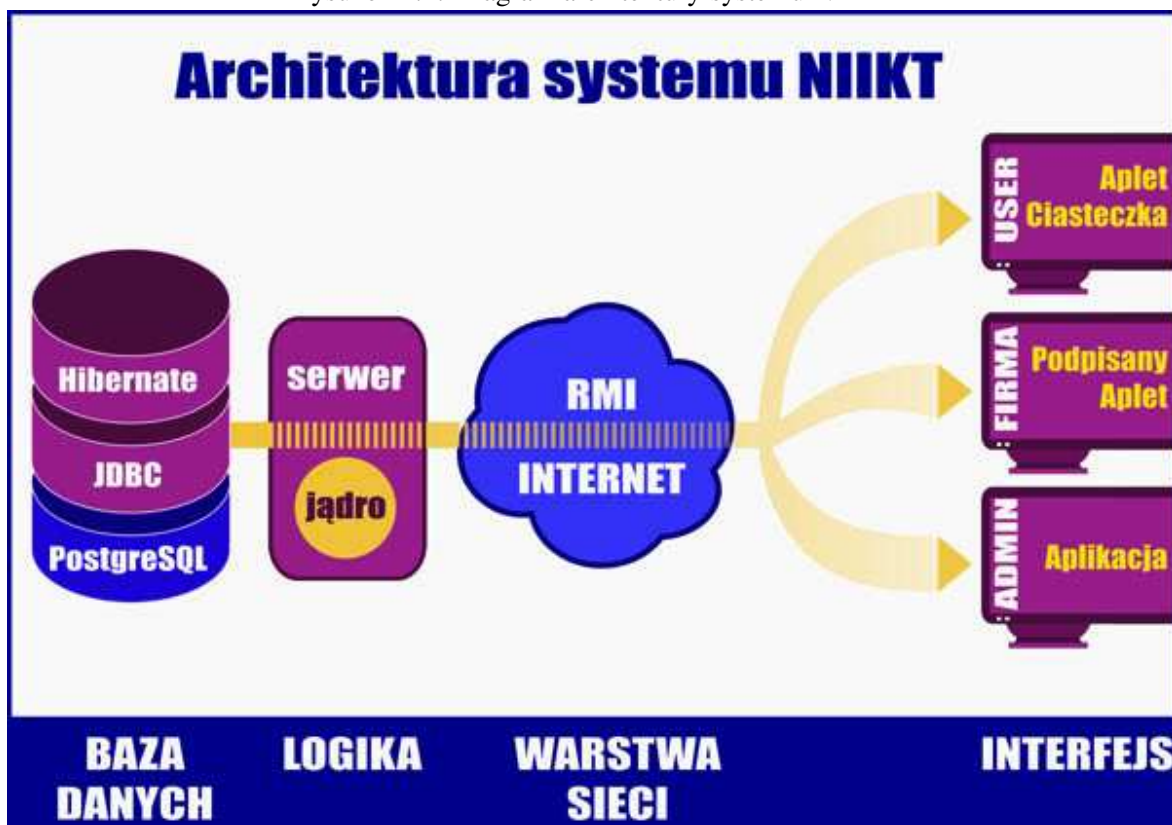 Architektura systemu NIIKT
USER
Aplet
Ciasteczka
Hibernate
JDBC
PostgreSQL
serwer
jądro
RMI
INTERNET
FIRMA
Podpisany
Aplet
ADMIN
Aplikacja
BAZA
DANYCH
LOGIKA
WARSTWA
SIECI
INTERFEJS